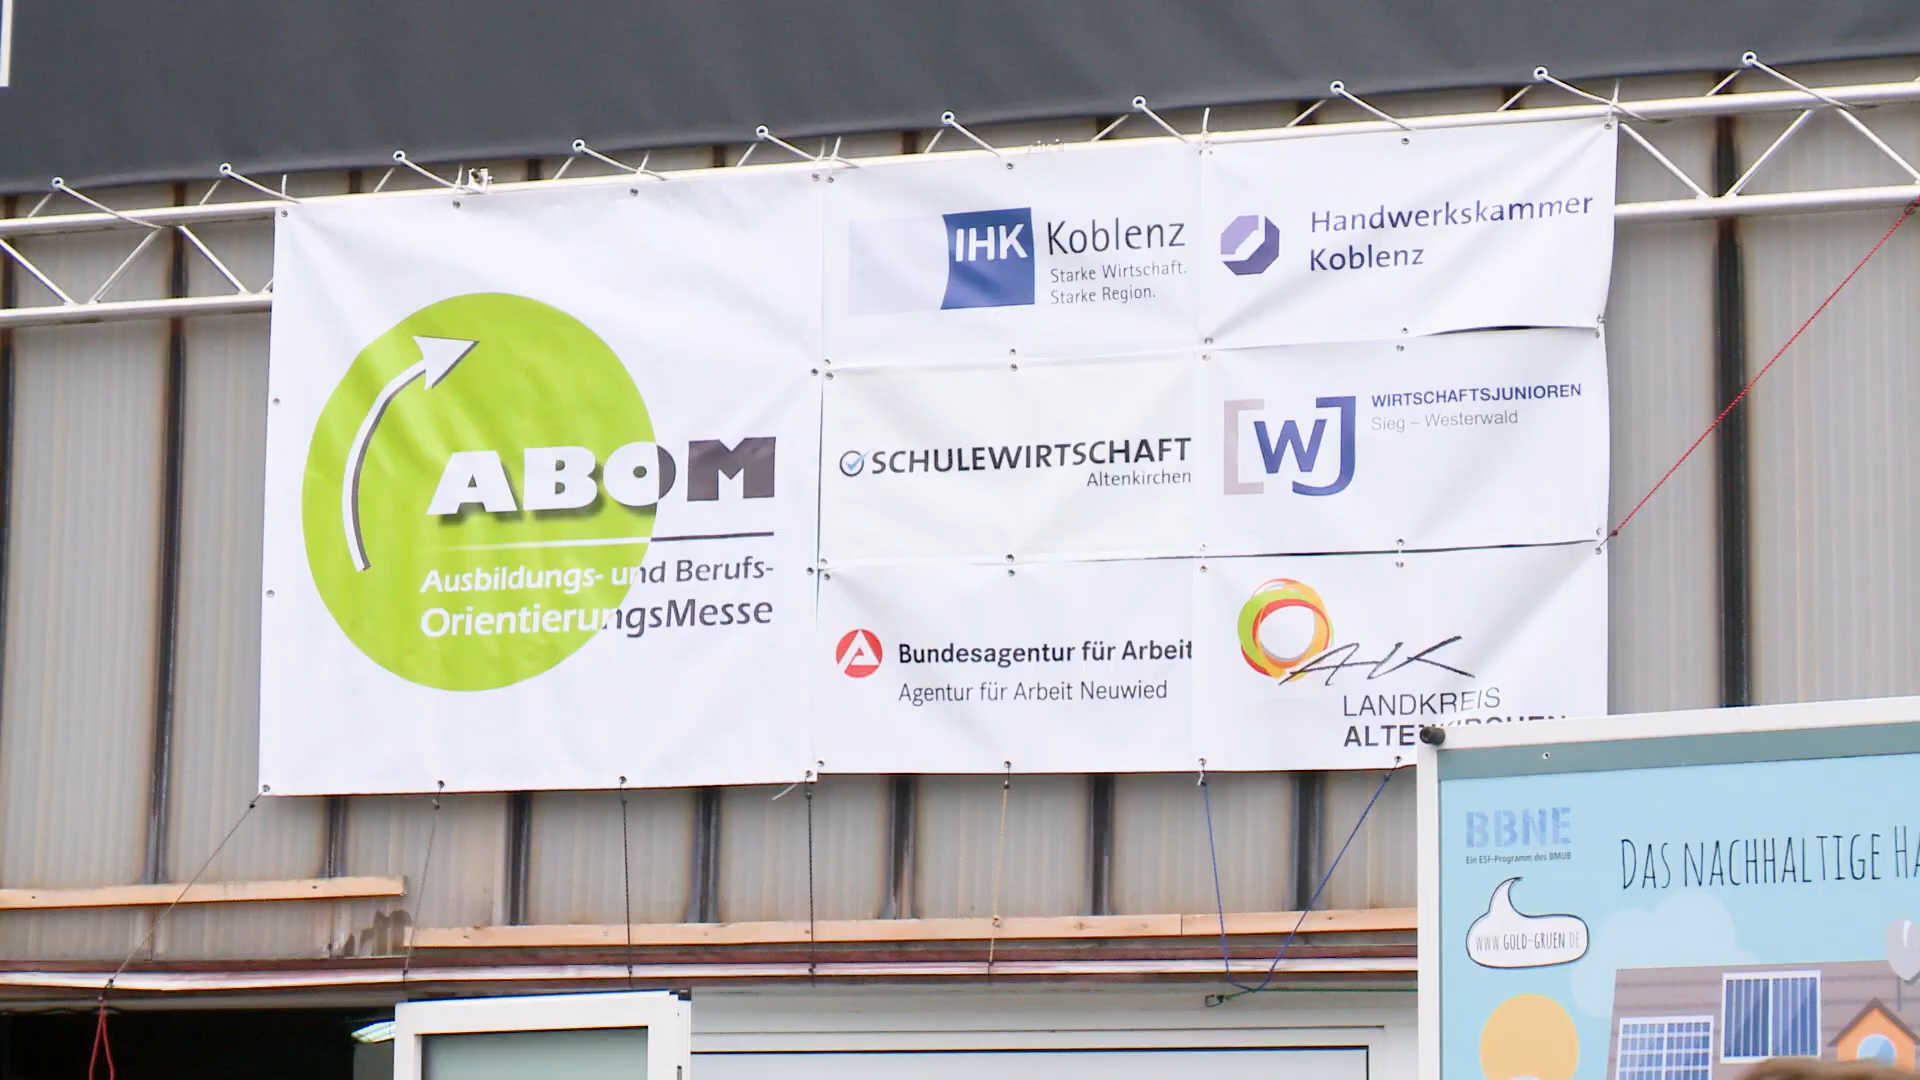 ABOM
Ausbildungs- und Berufs-
OrientierungsMesse
IHK
Koblenz
Starke Wirtschaft.
Starke Region.
Handwerkskammer
Koblenz
SCHULEWIRTSCHAFT
Altenkirchen
WJ
WIRTSCHAFTSJUNIOREN
Sieg – Westerwald
Bundesagentur für Arbeit
Agentur für Arbeit Neuwied
AK
LANDKREIS
ALTENKIRCHEN
BBNE
Ein ESF-Programm des BMUB
WWW.GOLD-GRUEN.DE
DAS NACHHALTIGE